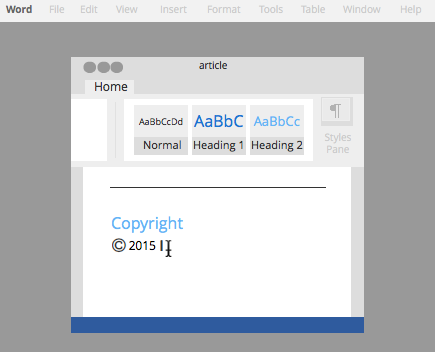 Word File Edit View Insert Format Tools Table Window Help
article
Home
AaBbCcDd AaBbC AaBbCc ¶
Normal Heading 1 Heading 2
Styles
Pane
Copyright
© 2015